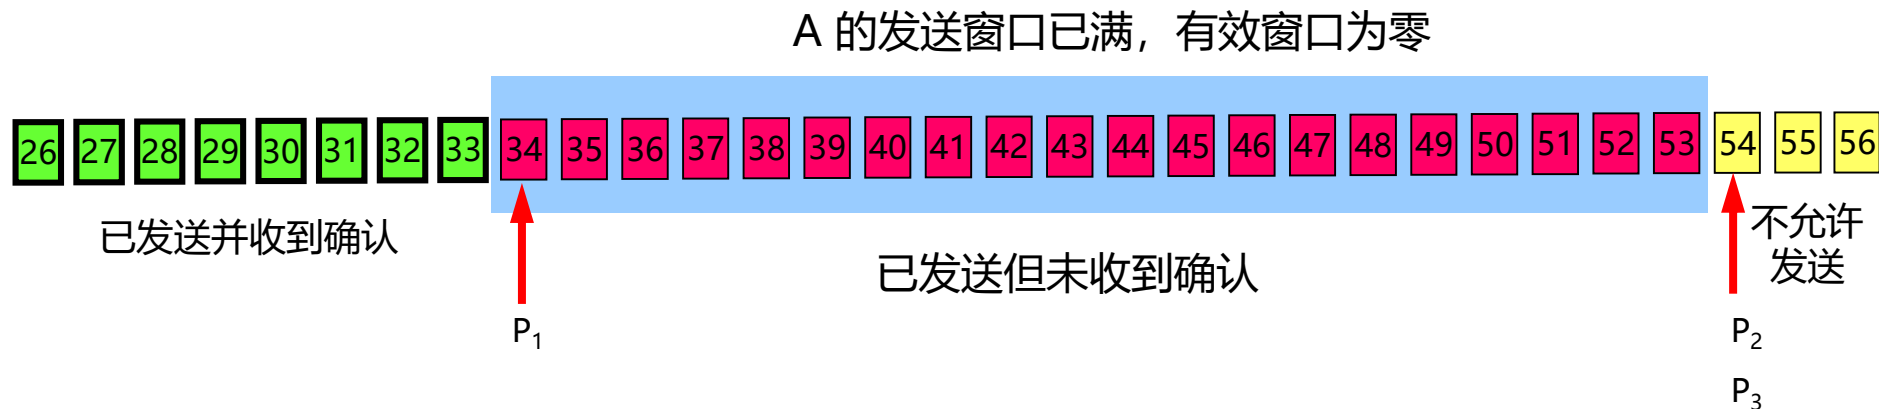 A 的发送窗口已满，有效窗口为零
26 27 28 29 30 31 32 33 34 35 36 37 38 39 40 41 42 43 44 45 46 47 48 49 50 51 52 53 54 55 56
已发送并收到确认
已发送但未收到确认
不允许
发送
P₁
P₂
P₃